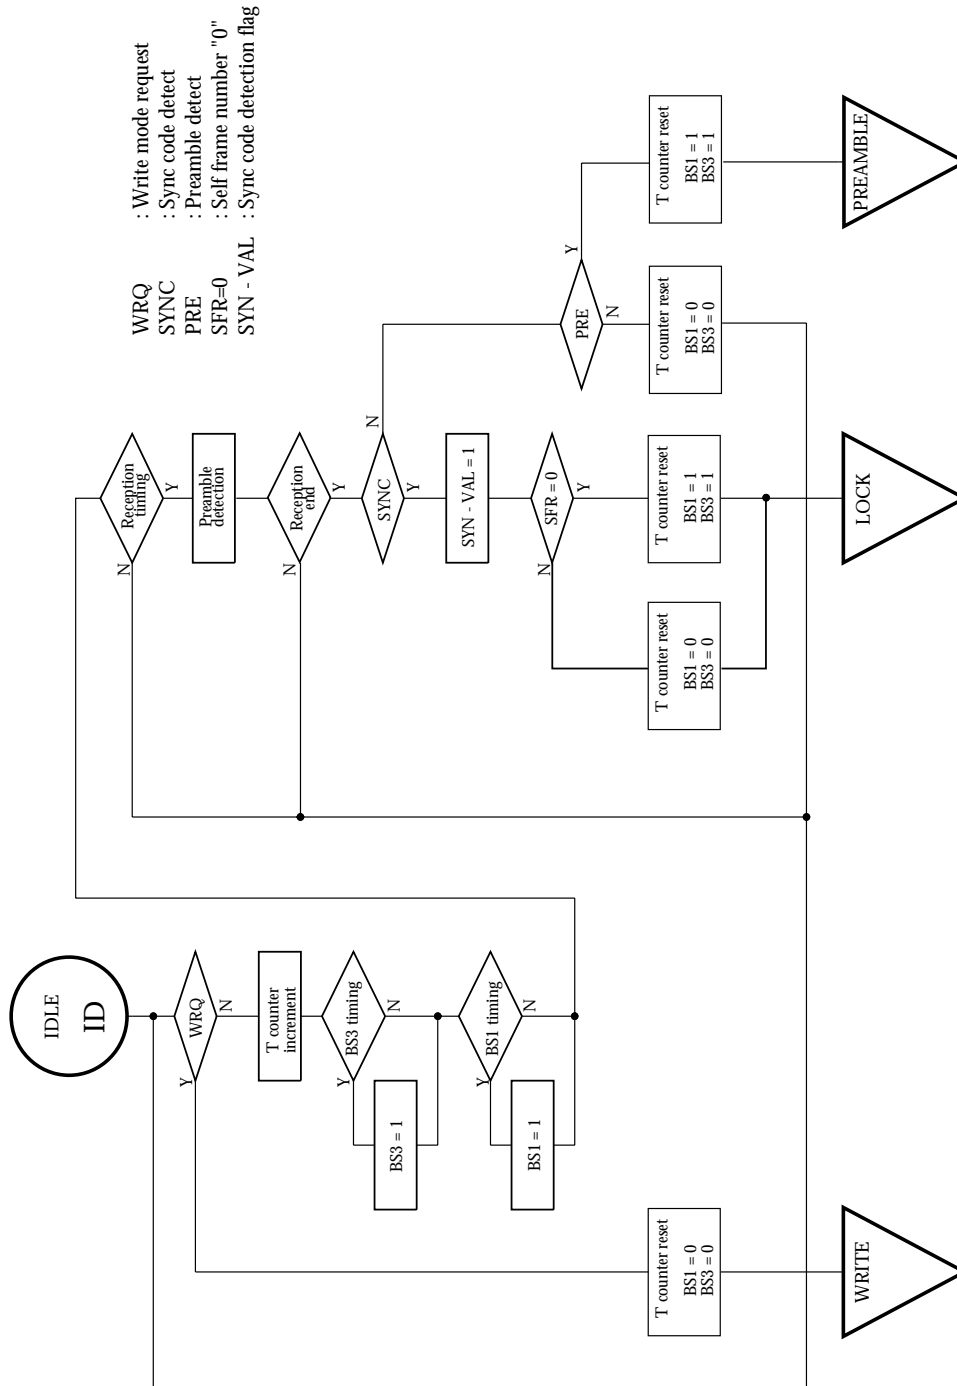 IDLE
ID
WRQ
Y
N
T counter
increment
BS3 timing
Y
N
BS3 = 1
BS1 timing
Y
N
BS1 = 1
T counter reset
BS1 = 0
BS3 = 0
WRITE
Reception
timing
N
Y
Preamble
detection
Reception
end
N
Y
SYNC
N
Y
SYN - VAL = 1
SFR = 0
N
Y
T counter reset
BS1 = 0
BS3 = 0
T counter reset
BS1 = 1
BS3 = 1
LOCK
PRE
Y
N
T counter reset
BS1 = 0
BS3 = 0
T counter reset
BS1 = 1
BS3 = 1
PREAMBLE
WRQ : Write mode request
SYNC : Sync code detect
PRE : Preamble detect
SFR=0 : Self frame number "0"
SYN - VAL : Sync code detection flag